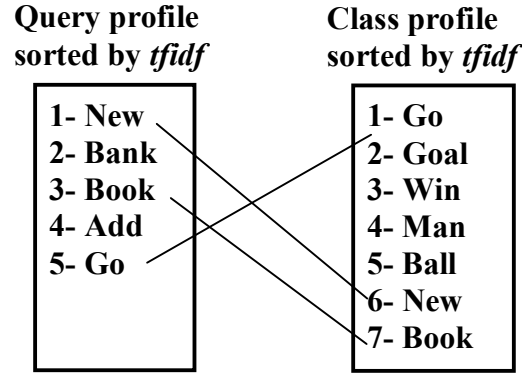 Query profile
sorted by tfidf
1- New
2- Bank
3- Book
4- Add
5- Go
Class profile
sorted by tfidf
1- Go
2- Goal
3- Win
4- Man
5- Ball
6- New
7- Book